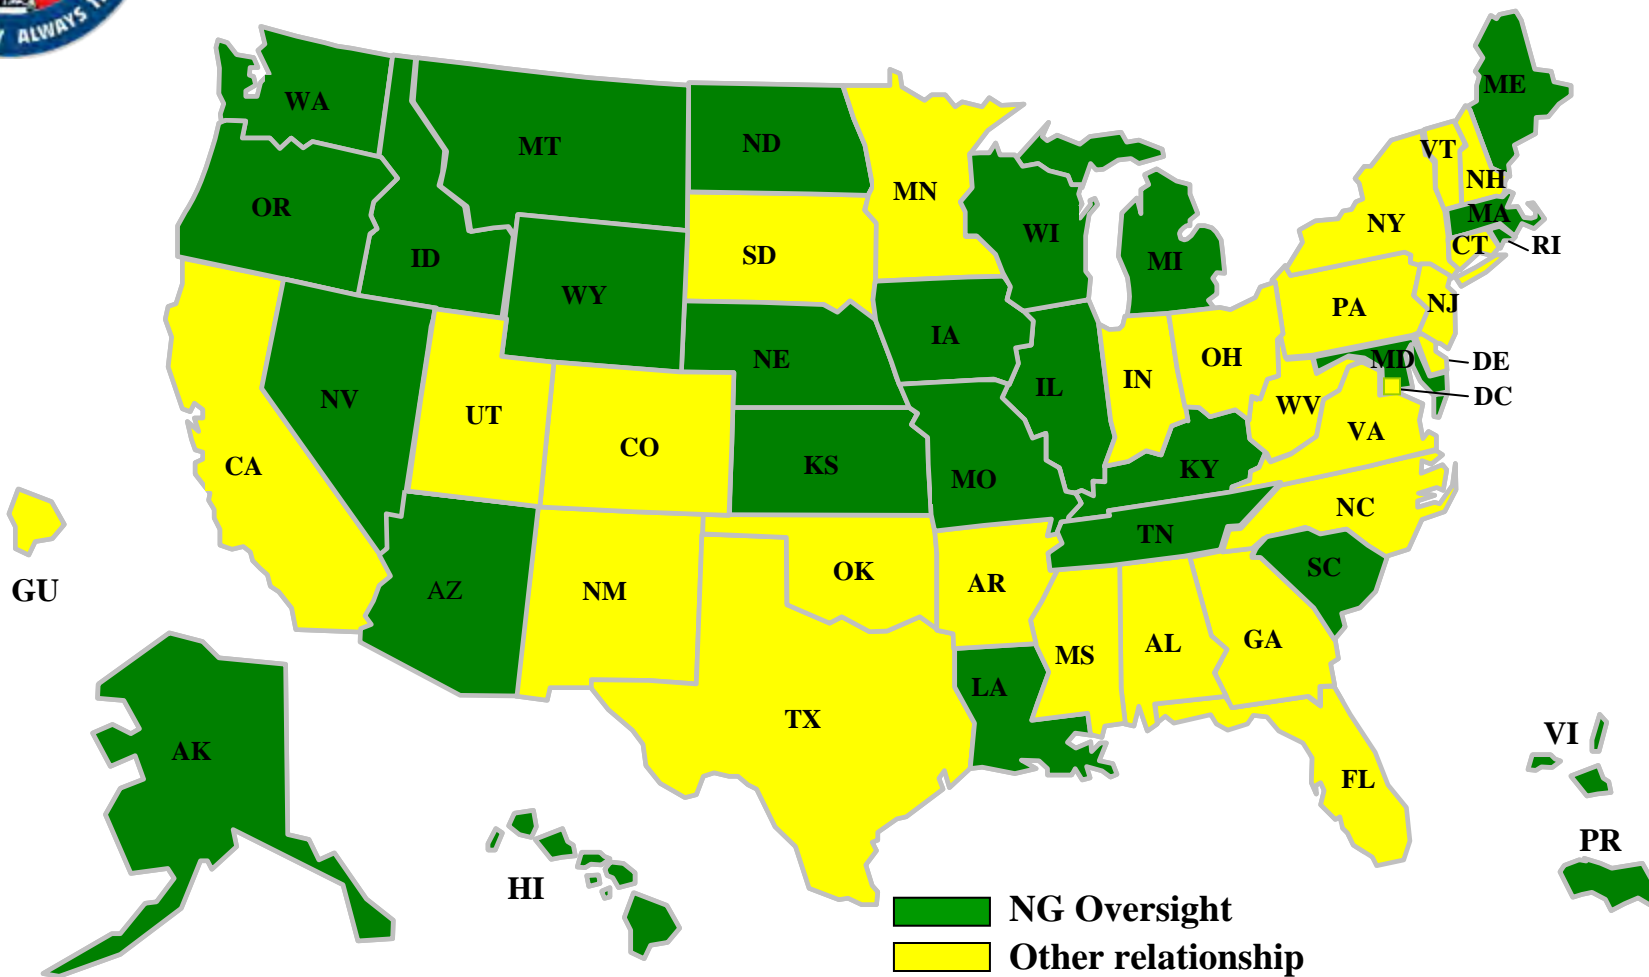 Y ALWAYS T
WA
ME
MT
ND
VT
MN
NH
OR
MA
NY
WI
CT
RI
SD
ID
MI
WY
PA
NJ
IA
NE
MD
OH
DE
IN
IL
DC
NV
WV
UT
VA
CO
CA
KS
KY
MO
NC
TN
SC
OK
AR
GU
AZ
NM
GA
AL
MS
LA
TX
VI
AK
FL
PR
HI
NG Oversight
Other relationship